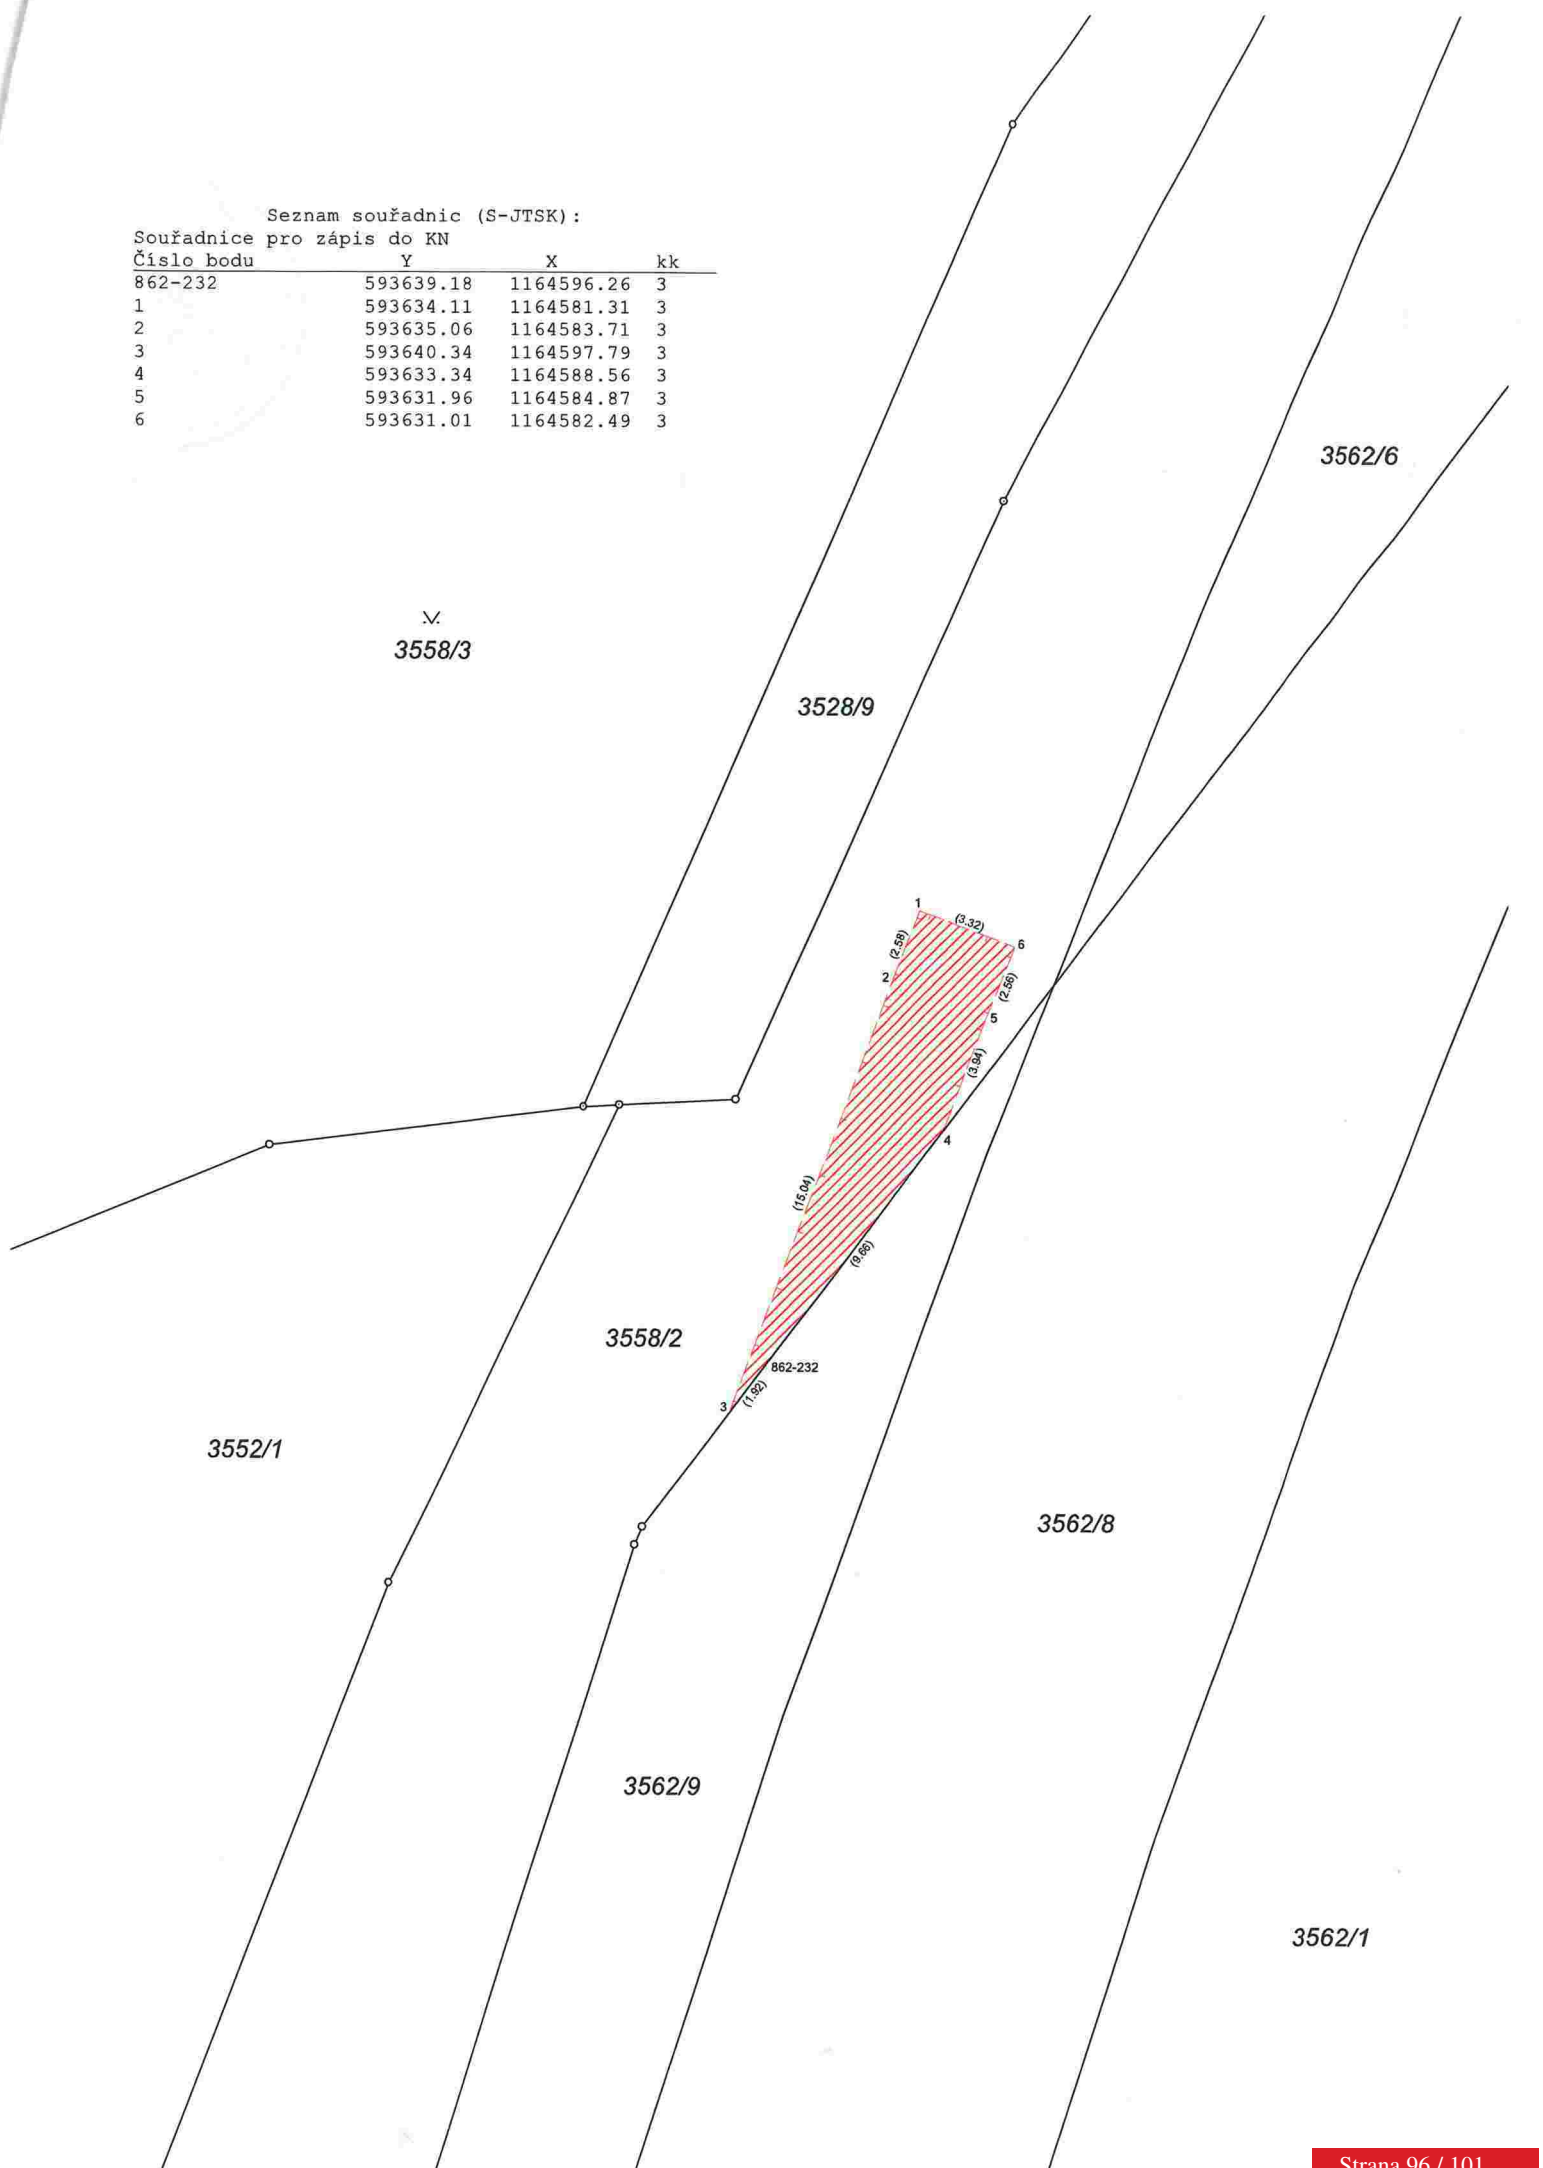 Seznam souřadnic (S-JTSK):
Souřadnice pro zápis do KN
Číslo bodu Y X kk
862-232 593639.18 1164596.26 3
1 593634.11 1164581.31 3
2 593635.06 1164583.71 3
3 593640.34 1164597.79 3
4 593633.34 1164588.56 3
5 593631.96 1164584.87 3
6 593631.01 1164582.49 3
3562/6
3558/3
3528/9
1
(3.32)
6
(2.58)
2
(2.56)
5
(3.94)
4
(15.04)
(9.66)
3558/2
862-232
(1.92)
3
3552/1
3562/8
3562/9
3562/1
Strana 96 / 101